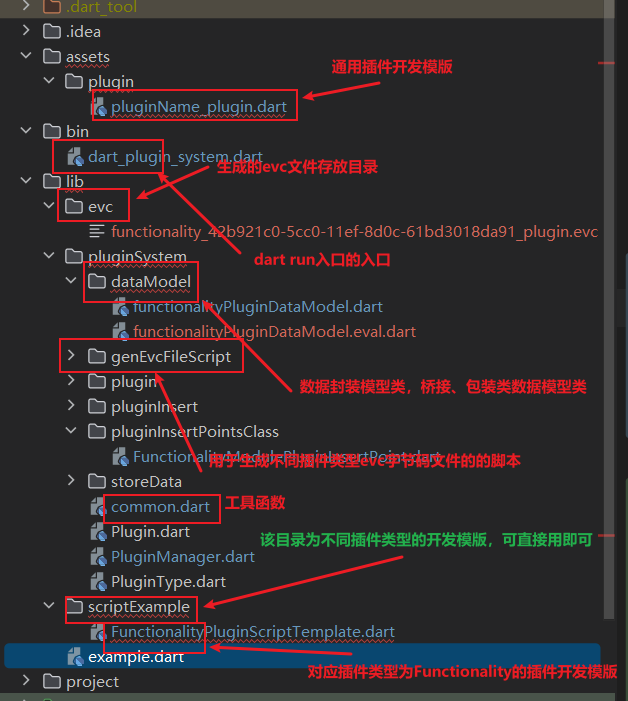 .dart_tool
.idea
assets
通用插件开发模版
plugin
pluginName_plugin.dart
bin
dart_plugin_system.dart
生成的evc文件存放目录
lib
evc
functionality_42b921c0-5cc0-11ef-8d0c-61bd3018da91_plugin.evc
pluginSystem
dart run入口的入口
dataModel
functionalityPluginDataModel.dart
functionalityPluginDataModel.eval.dart
genEvcFileScript
plugin
数据封装模型类，桥接、包装类数据模型类
pluginInsert
pluginInsertPointsClass
FunctionalityModulePluginInsertPoint.dart
用于生成不同插件类型evc字节码文件的的脚本
storeData
common.dart
工具函数
Plugin.dart
该目录为不同插件类型的开发模版，可直接用即可
PluginManager.dart
PluginType.dart
scriptExample
FunctionalityPluginScriptTemplate.dart
example.dart
对应插件类型为Functionality的插件开发模版
project